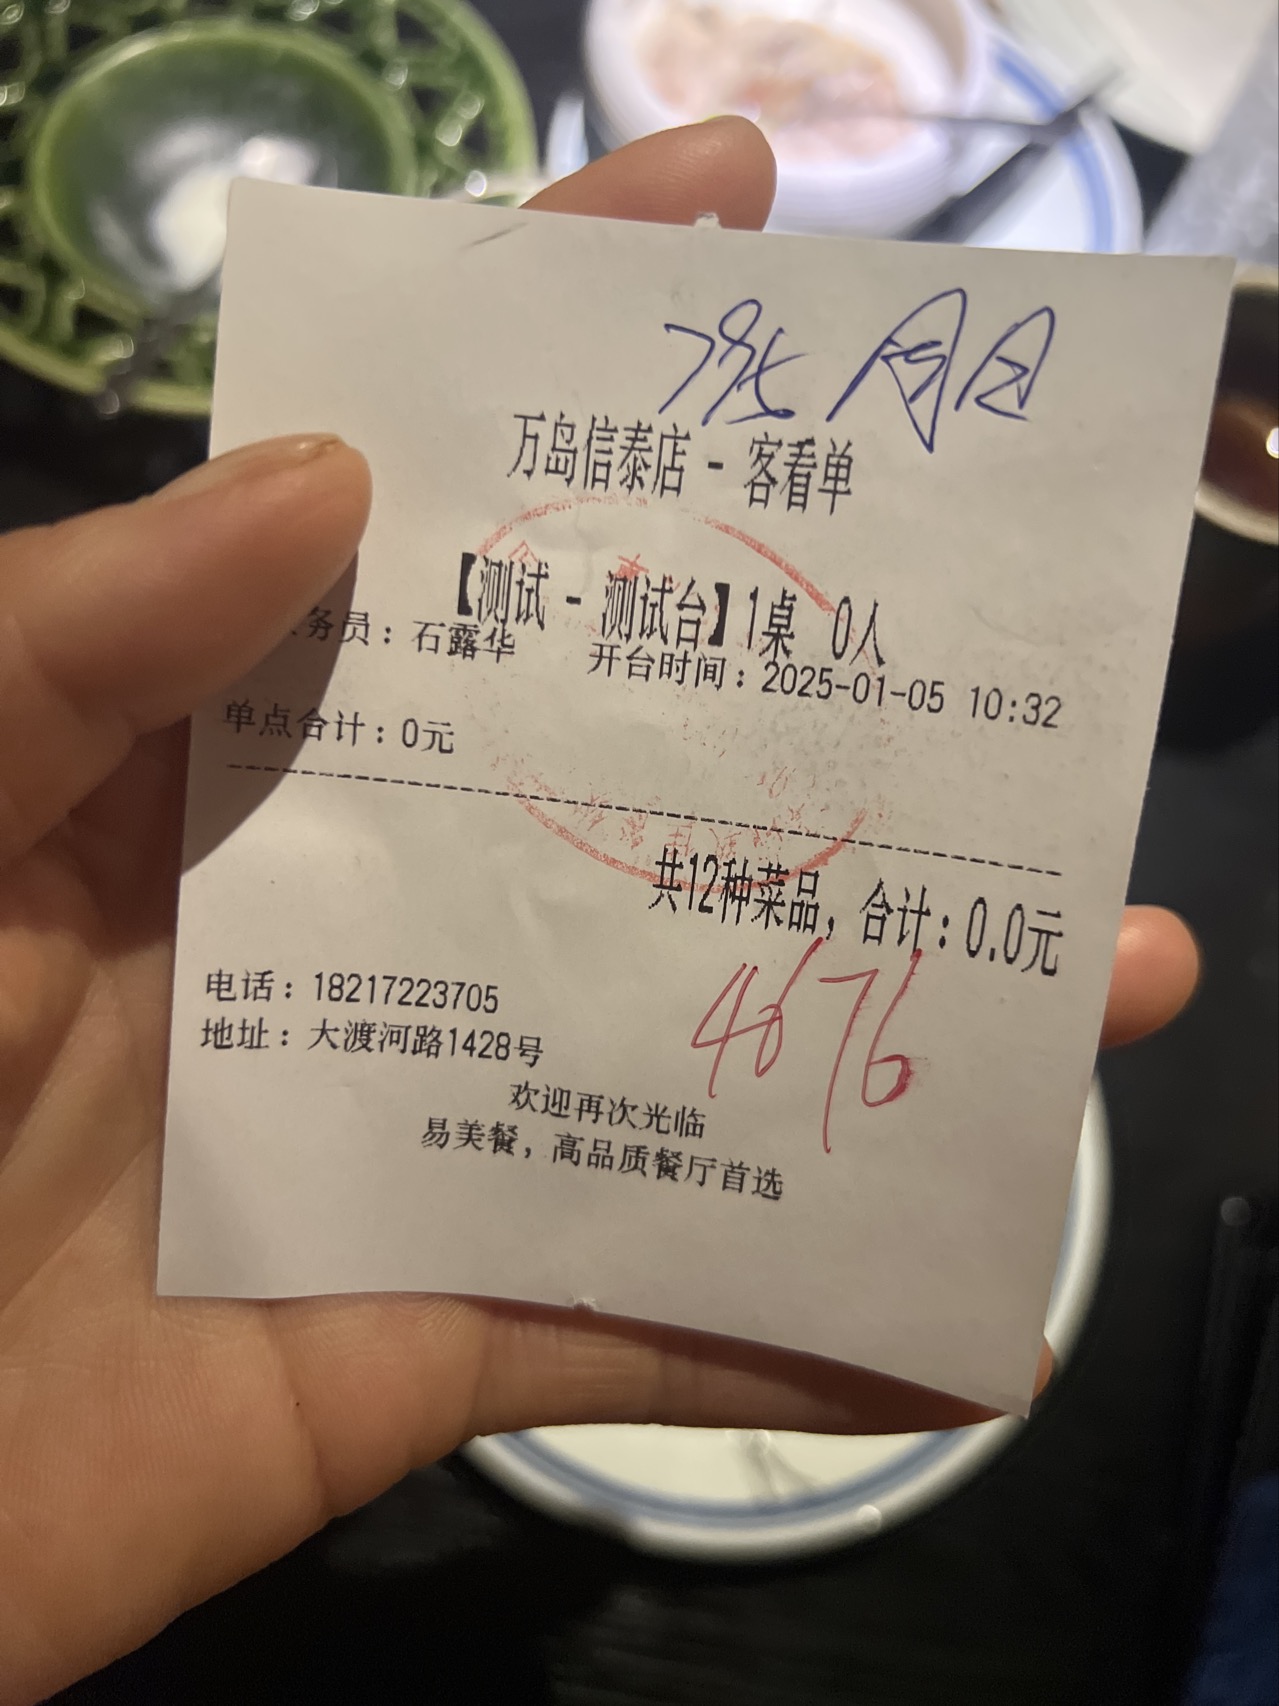 万岛信泰店 - 客看单
【测试 - 测试台】1桌 0人
务员：石露华 开台时间：2025-01-05 10:32
单点合计：0元
共12种菜品，合计：0.0元
4676
电话：18217223705
地址：大渡河路1428号
欢迎再次光临
易美餐，高品质餐厅首选